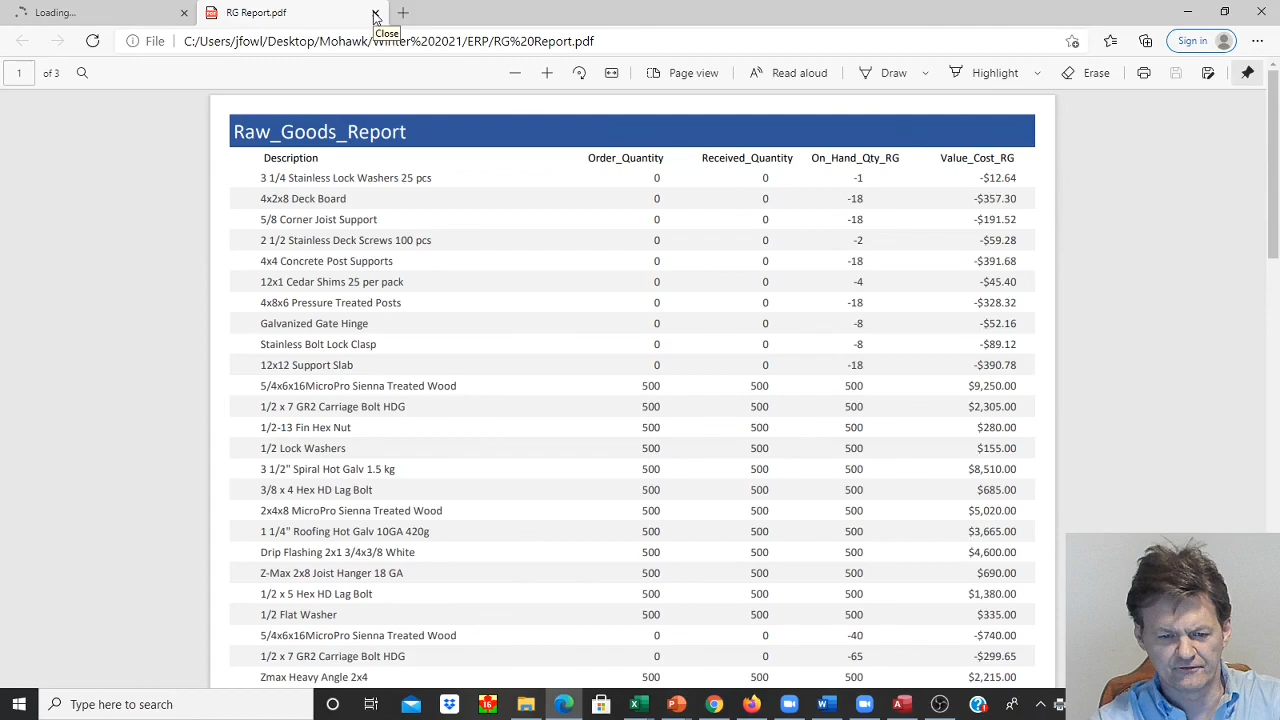 Loading...
RG Report.pdf
Close
File C:/Users/jfowl/Desktop/Mohawk/Winter%202021/ERP/RG%20Report.pdf
Sign in
1 of 3
Page view
Read aloud
Draw
Highlight
Erase
Raw_Goods_Report
Description Order_Quantity Received_Quantity On_Hand_Qty_RG Value_Cost_RG
3 1/4 Stainless Lock Washers 25 pcs 0 0 -1 -$12.64
4x2x8 Deck Board 0 0 -18 -$357.30
5/8 Corner Joist Support 0 0 -18 -$191.52
2 1/2 Stainless Deck Screws 100 pcs 0 0 -2 -$59.28
4x4 Concrete Post Supports 0 0 -18 -$391.68
12x1 Cedar Shims 25 per pack 0 0 -4 -$45.40
4x8x6 Pressure Treated Posts 0 0 -18 -$328.32
Galvanized Gate Hinge 0 0 -8 -$52.16
Stainless Bolt Lock Clasp 0 0 -8 -$89.12
12x12 Support Slab 0 0 -18 -$390.78
5/4x6x16MicroPro Sienna Treated Wood 500 500 500 $9,250.00
1/2 x 7 GR2 Carriage Bolt HDG 500 500 500 $2,305.00
1/2-13 Fin Hex Nut 500 500 500 $280.00
1/2 Lock Washers 500 500 500 $155.00
3 1/2" Spiral Hot Galv 1.5 kg 500 500 500 $8,510.00
3/8 x 4 Hex HD Lag Bolt 500 500 500 $685.00
2x4x8 MicroPro Sienna Treated Wood 500 500 500 $5,020.00
1 1/4" Roofing Hot Galv 10GA 420g 500 500 500 $3,665.00
Drip Flashing 2x1 3/4x3/8 White 500 500 500 $4,600.00
Z-Max 2x8 Joist Hanger 18 GA 500 500 500 $690.00
1/2 x 5 Hex HD Lag Bolt 500 500 500 $1,380.00
1/2 Flat Washer 500 500 500 $335.00
5/4x6x16MicroPro Sienna Treated Wood 0 0 -40 -$740.00
1/2 x 7 GR2 Carriage Bolt HDG 0 0 -65 -$299.65
Zmax Heavy Angle 2x4 500 500 500 $2,215.00
Type here to search
16